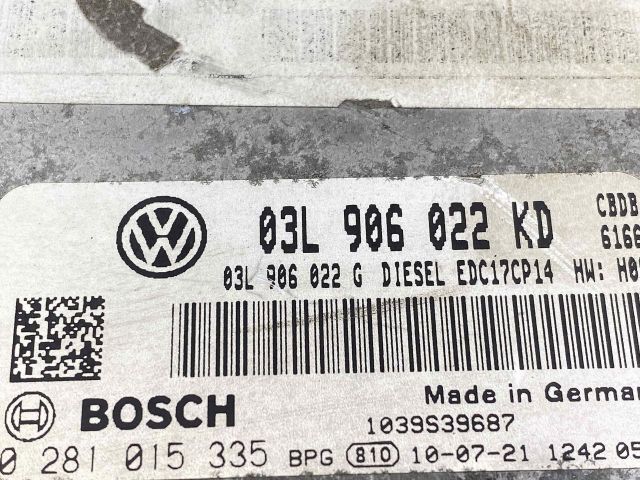 03L 906 022 KD CBDB
6166
03L 906 022 G DIESEL EDC17CP14 HW: H0
Made in German
BOSCH 1039S39687
0 281 015 335 BPG 810 10-07-21 1242 05